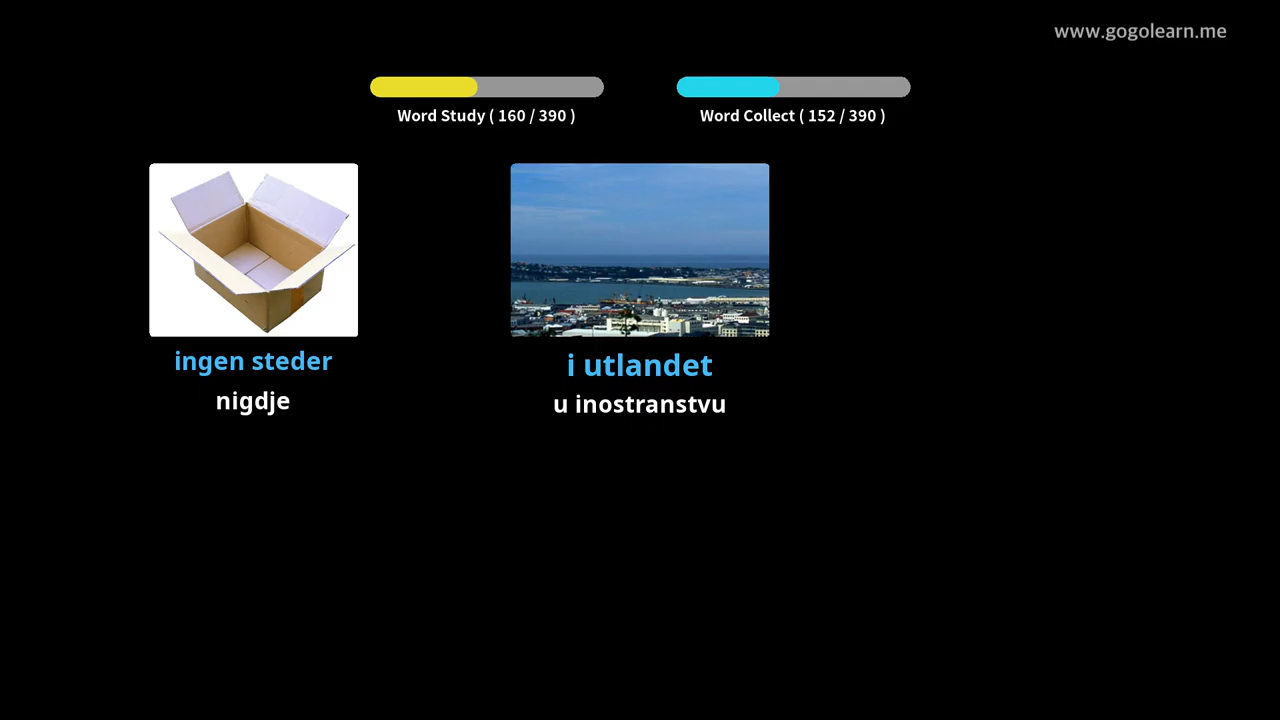 www.gogolearn.me
Word Study ( 160 / 390 )
Word Collect ( 152 / 390 )
ingen steder
nigdje
i utlandet
u inostranstvu